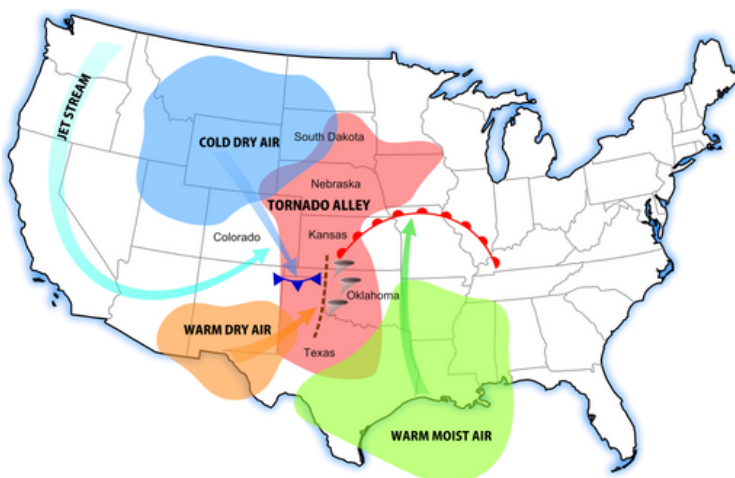 JET STREAM
COLD DRY AIR
South Dakota
Nebraska
TORNADO ALLEY
Colorado
Kansas
Oklahoma
WARM DRY AIR
Texas
WARM MOIST AIR